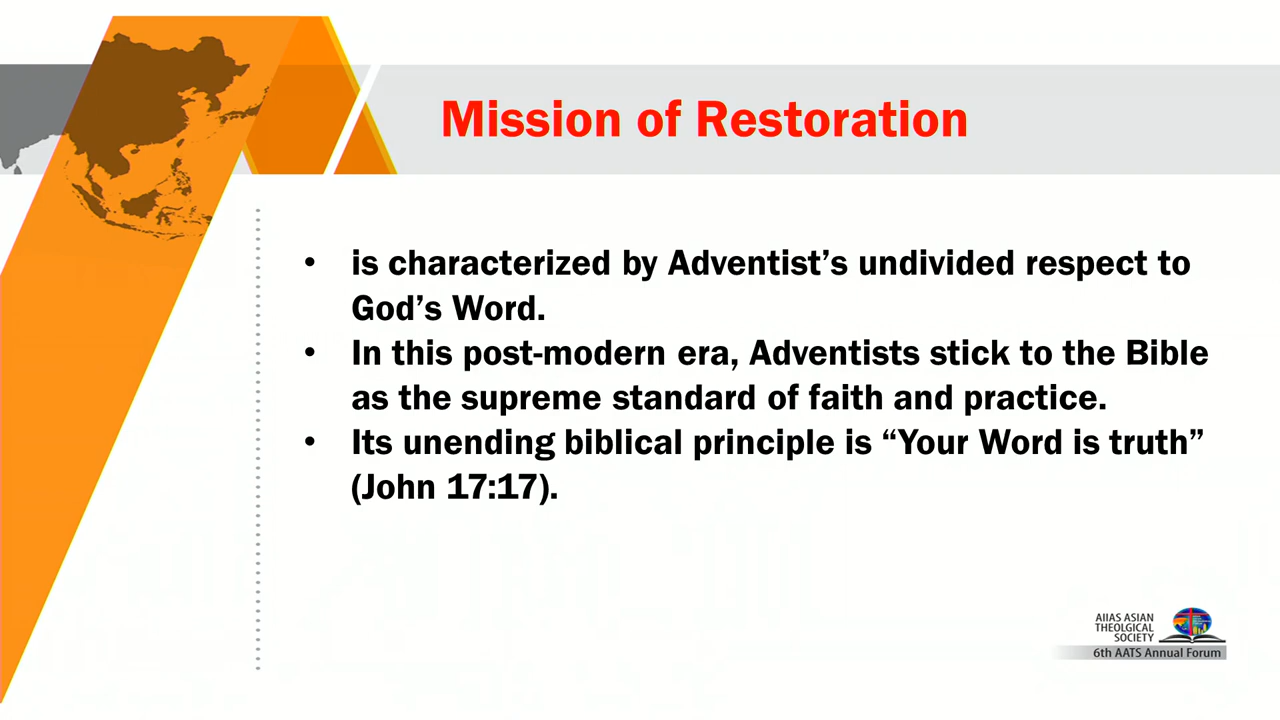 Mission of Restoration
• is characterized by Adventist’s undivided respect to
God’s Word.
• In this post-modern era, Adventists stick to the Bible
as the supreme standard of faith and practice.
• Its unending biblical principle is “Your Word is truth”
(John 17:17).
AIIAS ASIAN
THEOLGICAL
SOCIETY
6th AATS Annual Forum